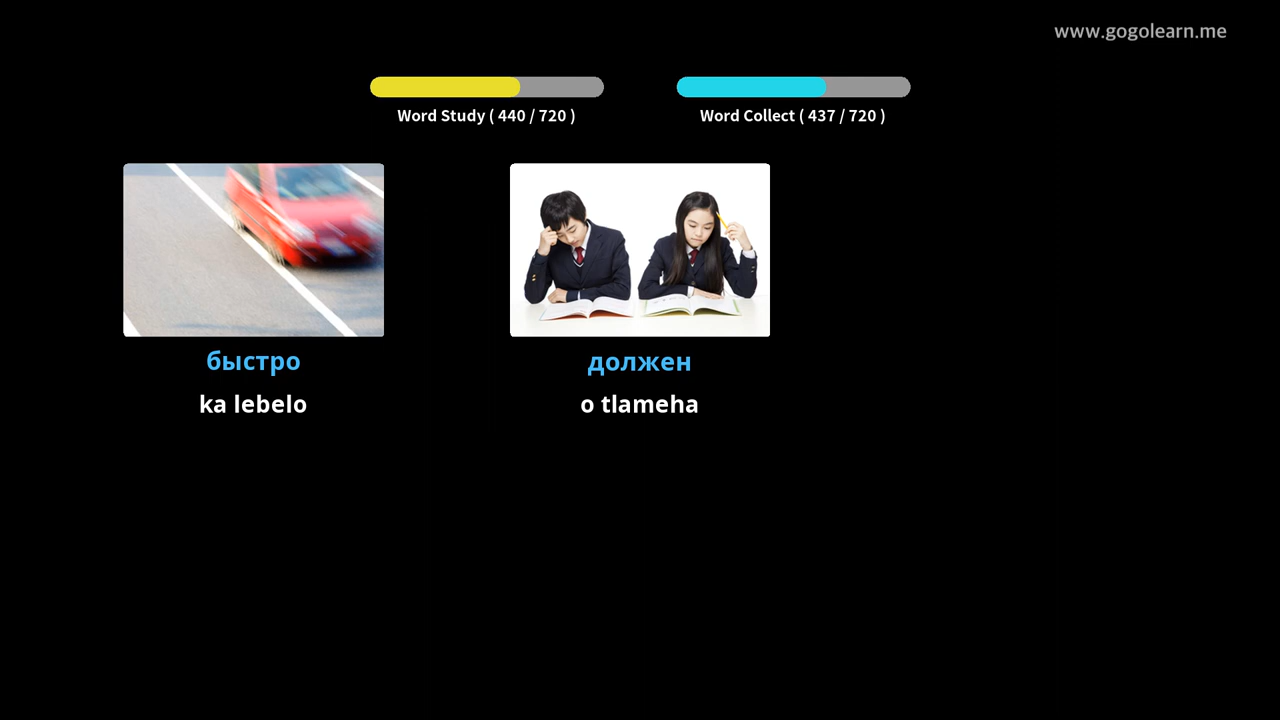 www.gogolearn.me
Word Study ( 440 / 720 )
Word Collect ( 437 / 720 )
быстро
должен
ka lebelo
o tlameha